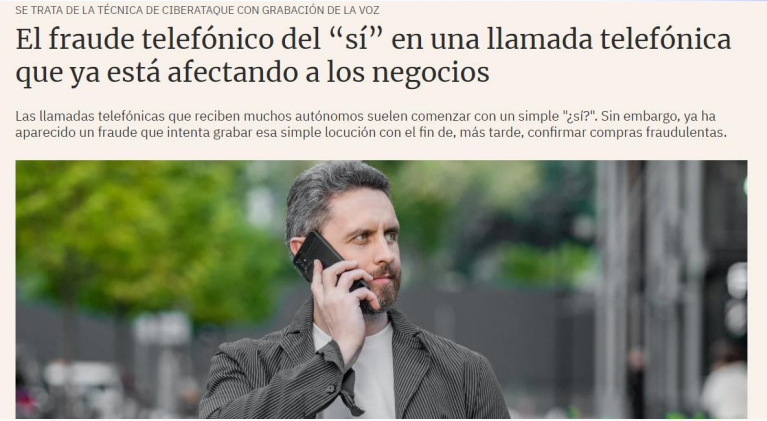 SE TRATA DE LA TÉCNICA DE CIBERATAQUE CON GRABACIÓN DE LA VOZ
El fraude telefónico del “sí” en una llamada telefónica
que ya está afectando a los negocios
Las llamadas telefónicas que reciben muchos autónomos suelen comenzar con un simple "¿sí?". Sin embargo, ya ha
aparecido un fraude que intenta grabar esa simple locución con el fin de, más tarde, confirmar compras fraudulentas.